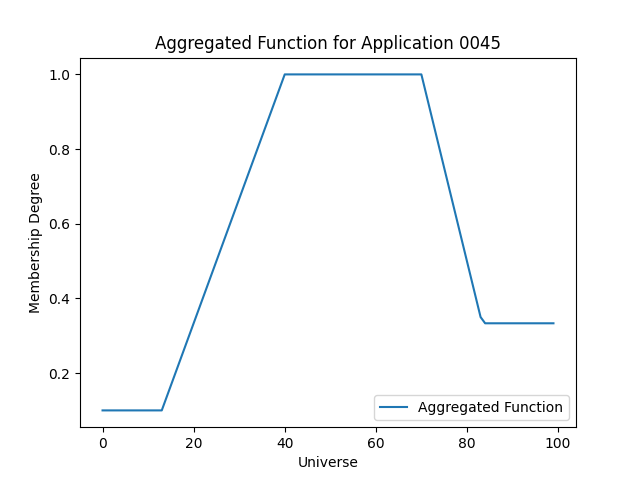 Aggregated Function for Application 0045
Membership Degree
1.0
0.8
0.6
0.4
0.2
0 20 40 60 80 100
Universe
Aggregated Function